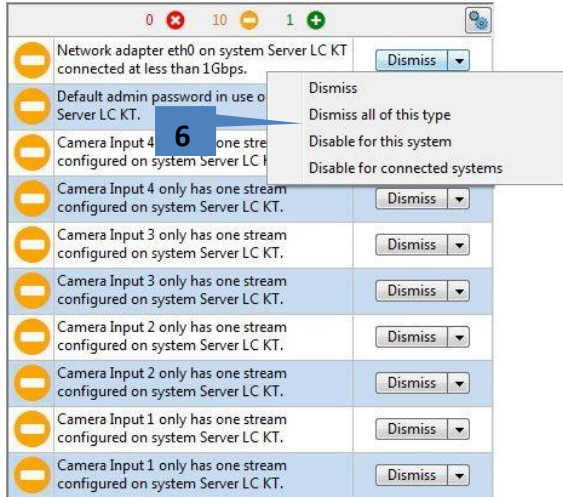 0 10 1
Network adapter eth0 on system Server LC KT
connected at less than 1Gbps.
Dismiss
Default admin password in use o
Server LC KT.
Dismiss
Dismiss all of this type
Disable for this system
Disable for connected systems
6
Camera Input 4 one stre
configured on system Server LC
Camera Input 4 only has one stream
configured on system Server LC KT.
Dismiss
Camera Input 3 only has one stream
configured on system Server LC KT.
Dismiss
Camera Input 3 only has one stream
configured on system Server LC KT.
Dismiss
Camera Input 2 only has one stream
configured on system Server LC KT.
Dismiss
Camera Input 2 only has one stream
configured on system Server LC KT.
Dismiss
Camera Input 1 only has one stream
configured on system Server LC KT.
Dismiss
Camera Input 1 only has one stream
configured on system Server LC KT.
Dismiss